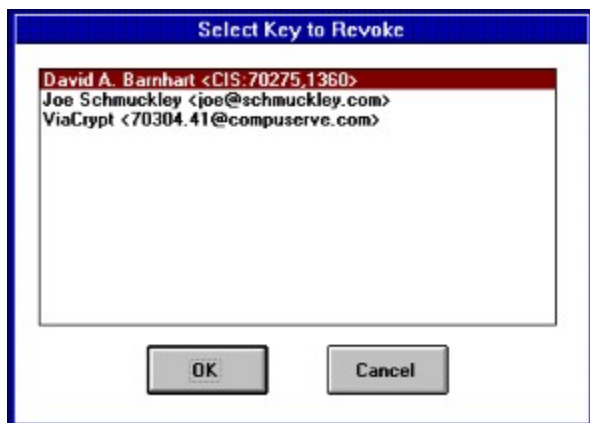 Select Key to Revoke
David A. Barnhart <CIS:70275,1360>
Joe Schmuckley <joe@schmuckley.com>
ViaCrypt <70304.41@compuserve.com>
OK
Cancel